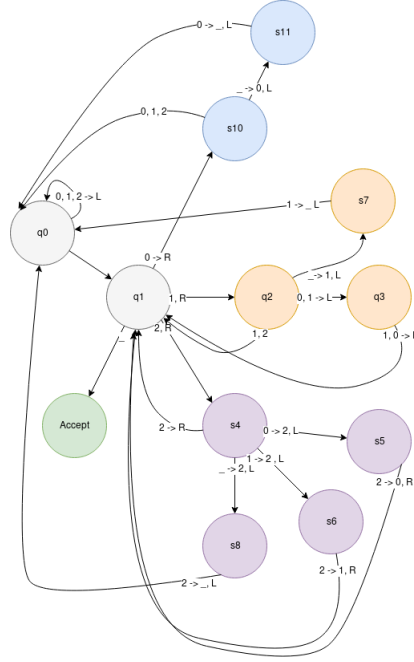 0 -> _, L
s11
_ -> 0, L
0, 1, 2
s10
0, 1, 2 -> L
s7
1 -> _ L
q0
0 -> R
_-> 1, L
q1
1, R
q2
0, 1 -> L
q3
2, R
1, 2
1, 0 -> L
_
Accept
2 -> R
s4
0 -> 2, L
s5
1 -> 2 , L
_ -> 2, L
2 -> 0, R
s6
s8
2 -> _, L
2 -> 1, R